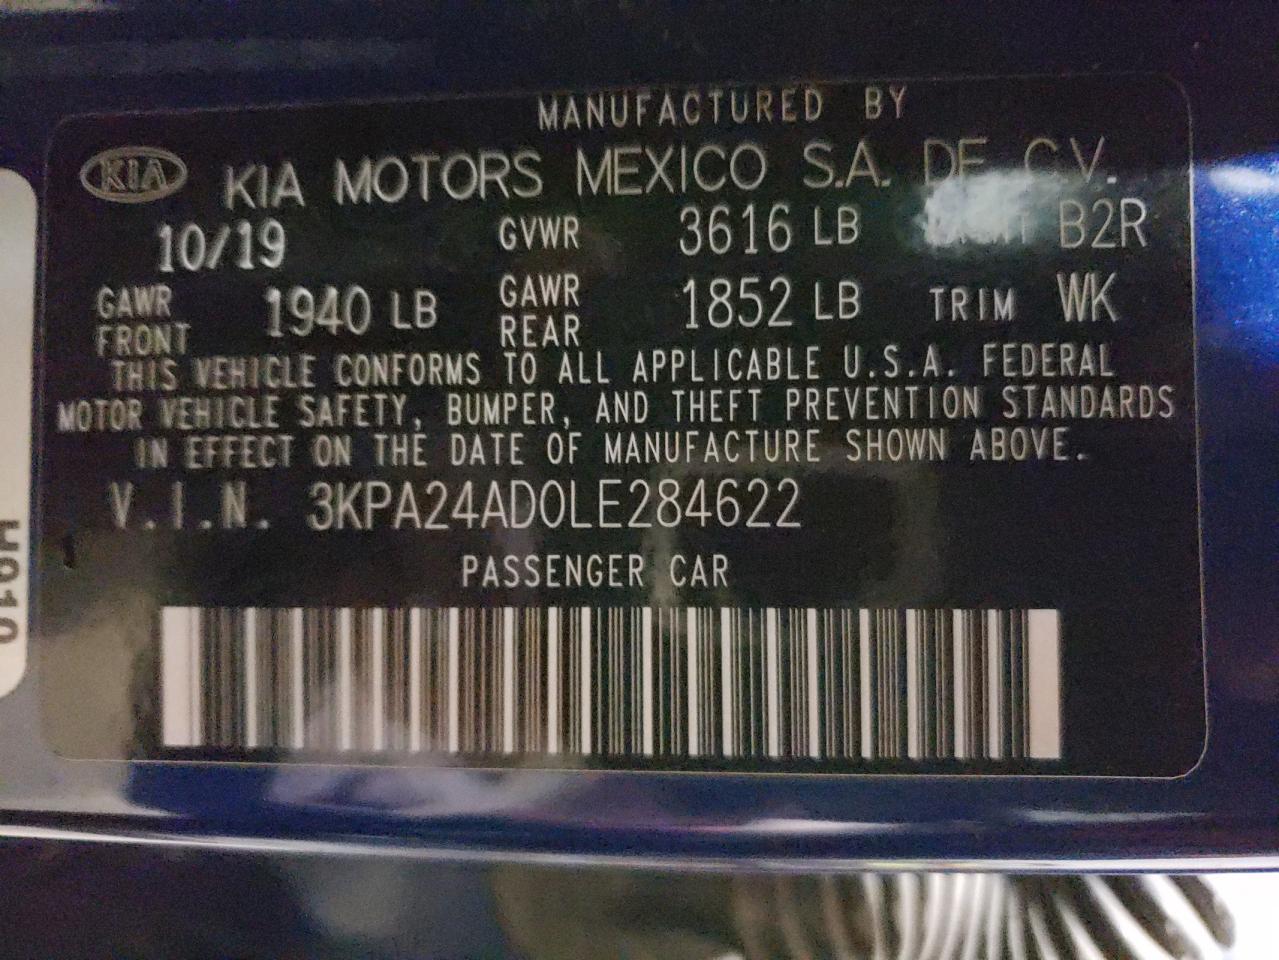 MANUFACTURED BY
KIA KIA MOTORS MEXICO S.A. DE C.V.
10/19 GVWR 3616 LB B2R
GAWR FRONT 1940 LB GAWR REAR 1852 LB TRIM WK
THIS VEHICLE CONFORMS TO ALL APPLICABLE U.S.A. FEDERAL
MOTOR VEHICLE SAFETY, BUMPER, AND THEFT PREVENTION STANDARDS
IN EFFECT ON THE DATE OF MANUFACTURE SHOWN ABOVE.
V.I.N. 3KPA24AD0LE284622
PASSENGER CAR